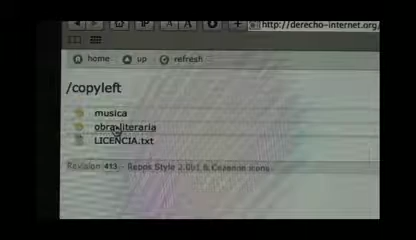 http://derecho-internet.org
home up refresh
/copyleft
musica
obra-literaria
LICENCIA.txt
Revision 413 - Repos Style 2.0b1 & Cezanne icons